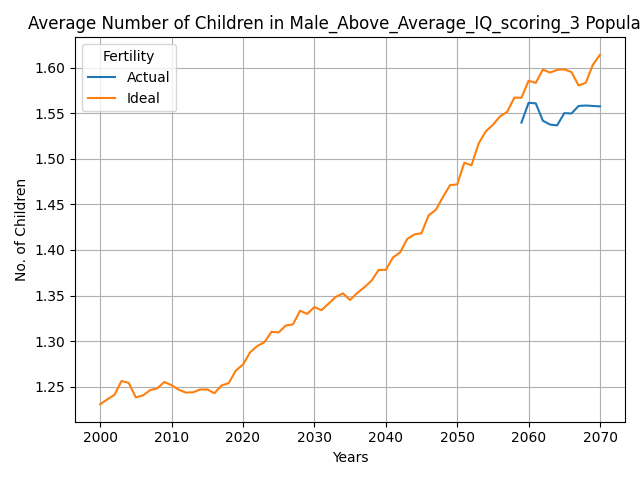 Average Number of Children in Male_Above_Average_IQ_scoring_3 Popula
Fertility
Actual
Ideal
1.60
1.55
1.50
1.45
1.40
1.35
1.30
1.25
No. of Children
2000 2010 2020 2030 2040 2050 2060 2070
Years